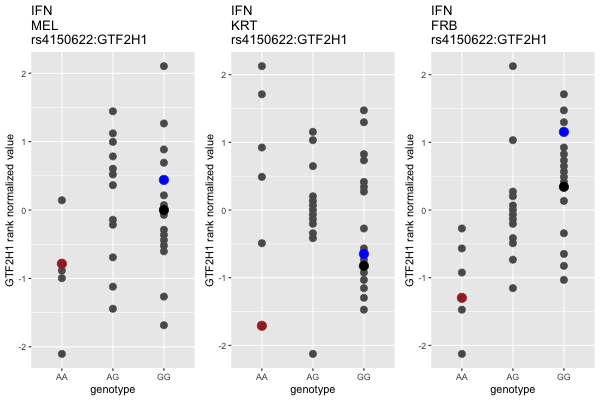 IFN
MEL
rs4150622:GTF2H1
GTF2H1 rank normalized value
2
1
0
-1
-2
AA AG GG
genotype
IFN
KRT
rs4150622:GTF2H1
GTF2H1 rank normalized value
2
1
0
-1
-2
AA AG GG
genotype
IFN
FRB
rs4150622:GTF2H1
GTF2H1 rank normalized value
2
1
0
-1
-2
AA AG GG
genotype